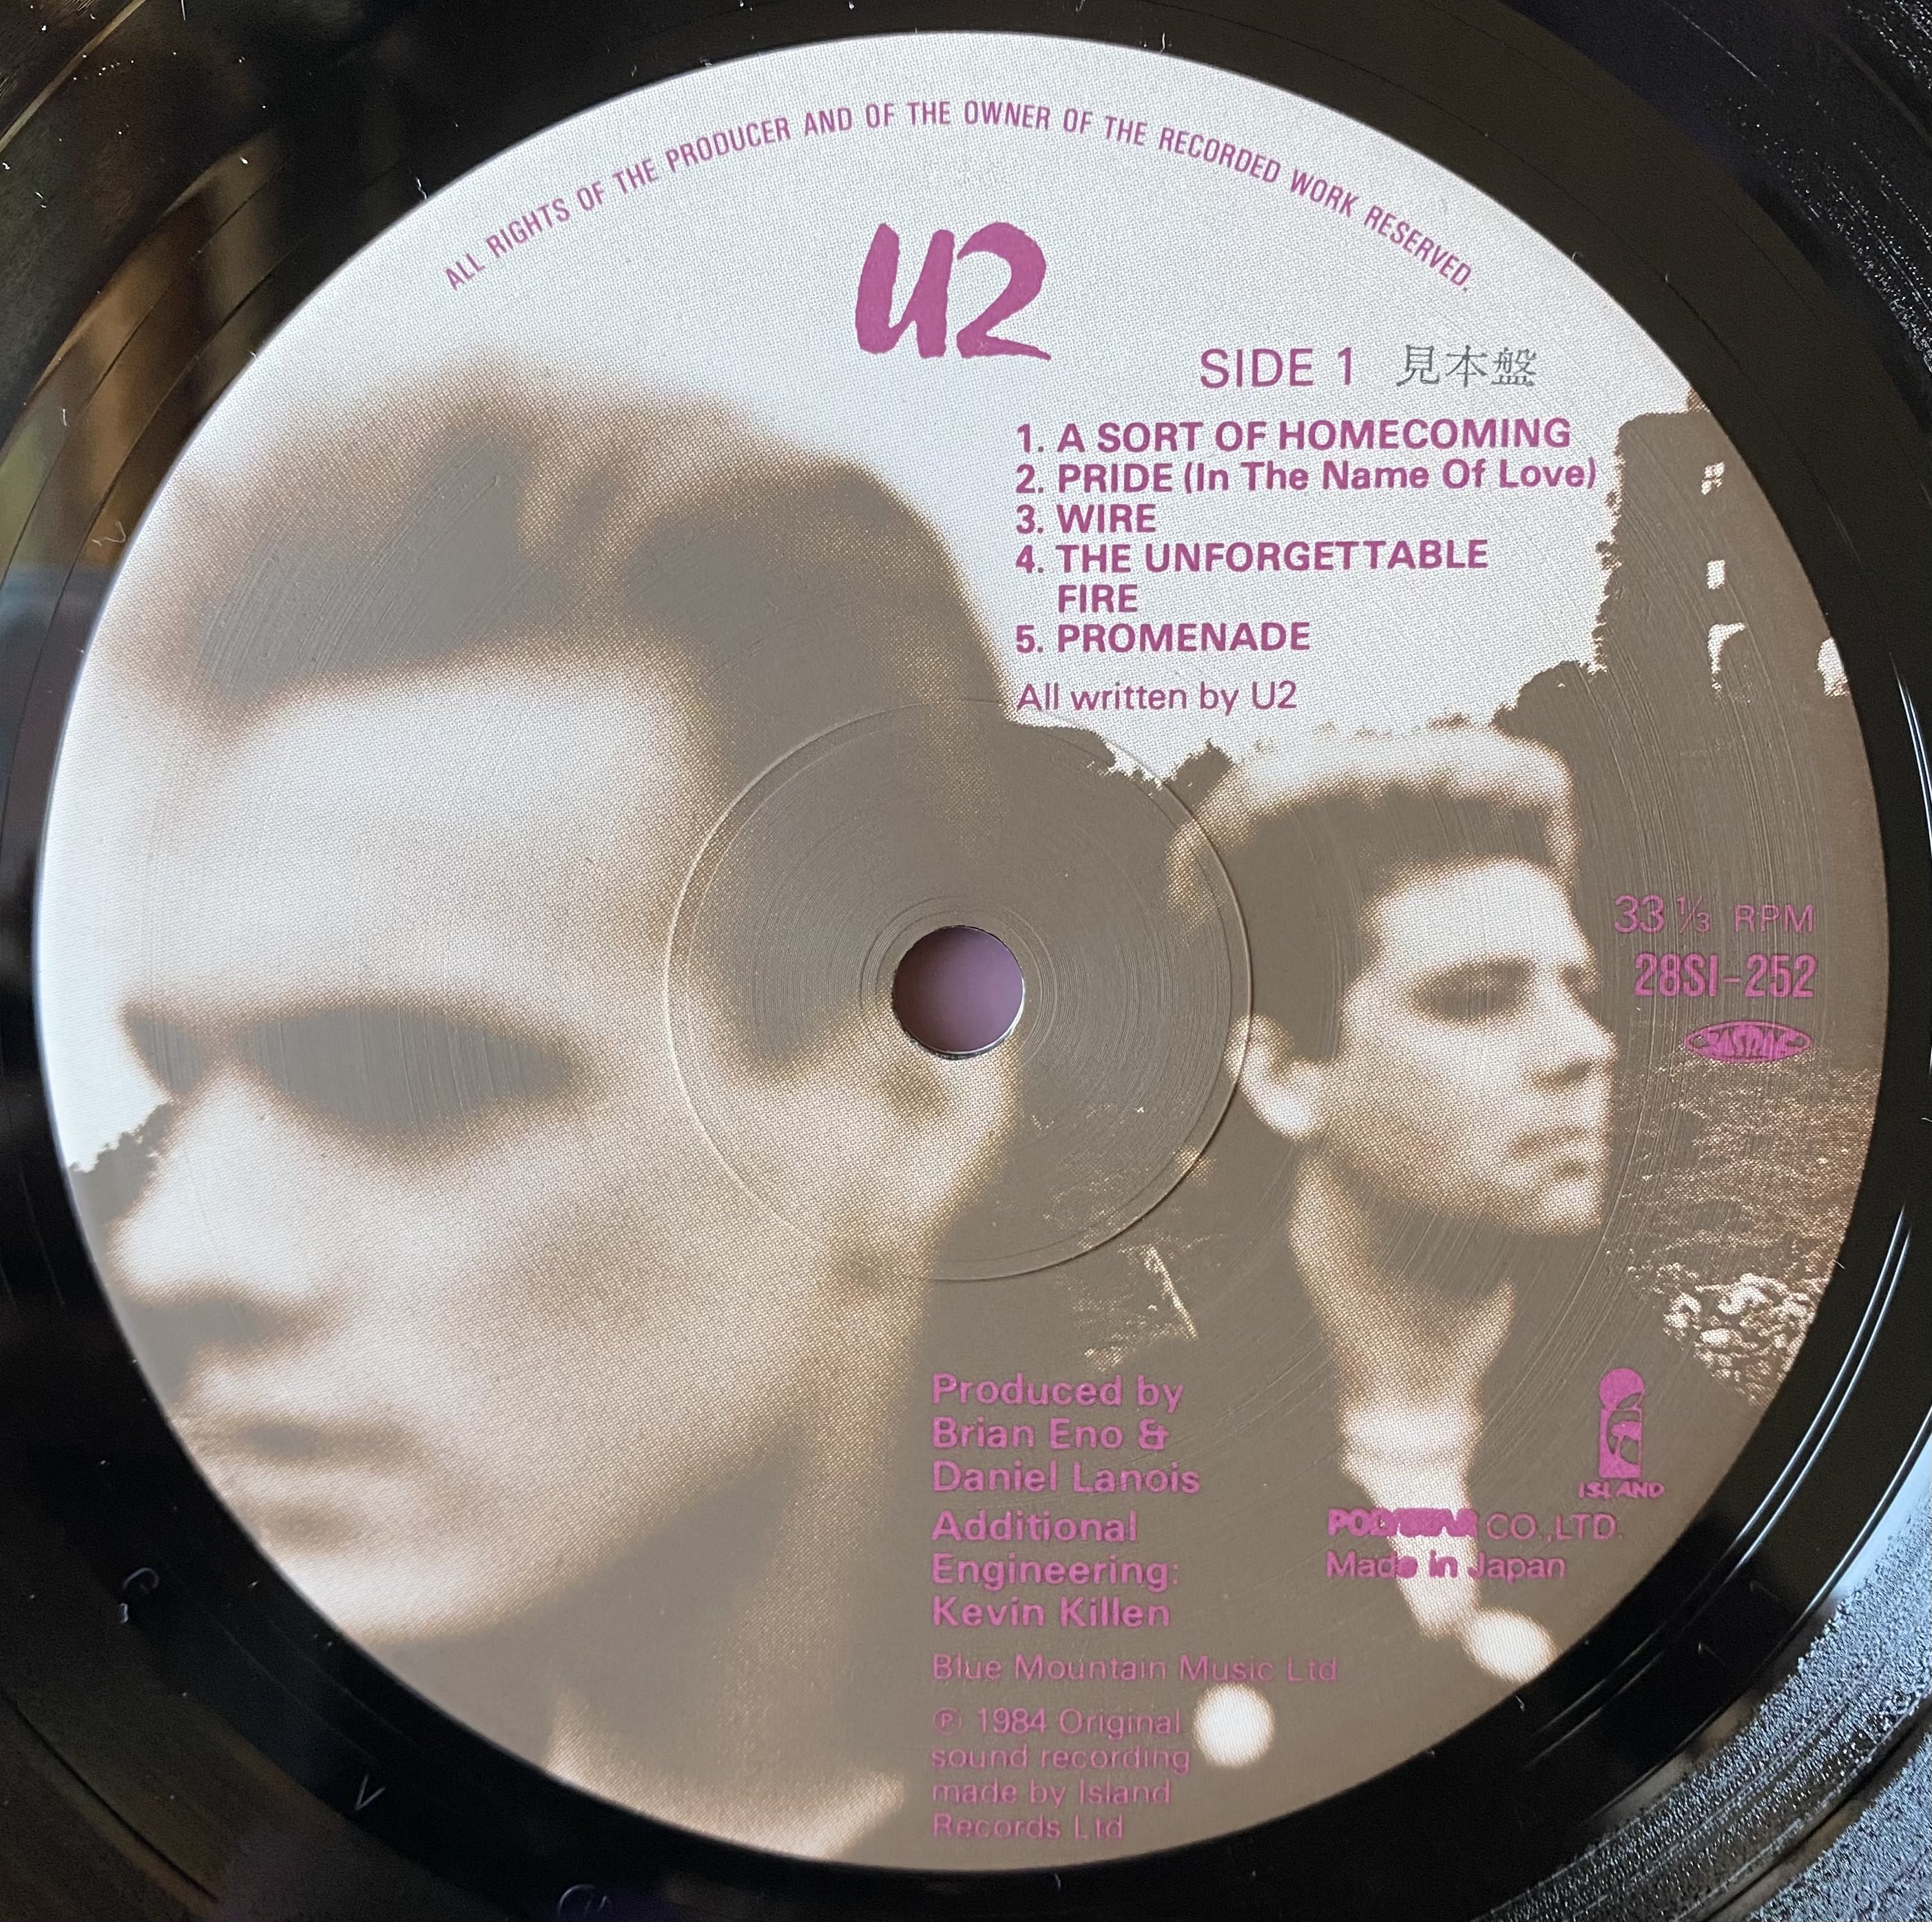 ALL RIGHTS OF THE PRODUCER AND OF THE OWNER OF THE RECORDED WORK RESERVED.
U2
SIDE 1 見本盤
1. A SORT OF HOMECOMING
2. PRIDE (In The Name Of Love)
3. WIRE
4. THE UNFORGETTABLE
FIRE
5. PROMENADE
All written by U2
33 1/3 RPM
28SI-252
Produced by
Brian Eno &
Daniel Lanois
Additional
Engineering:
Kevin Killen
Blue Mountain Music Ltd
℗ 1984 Original
sound recording
made by Island
Records Ltd
ISLAND
POLYSTAR CO.,LTD.
Made in Japan